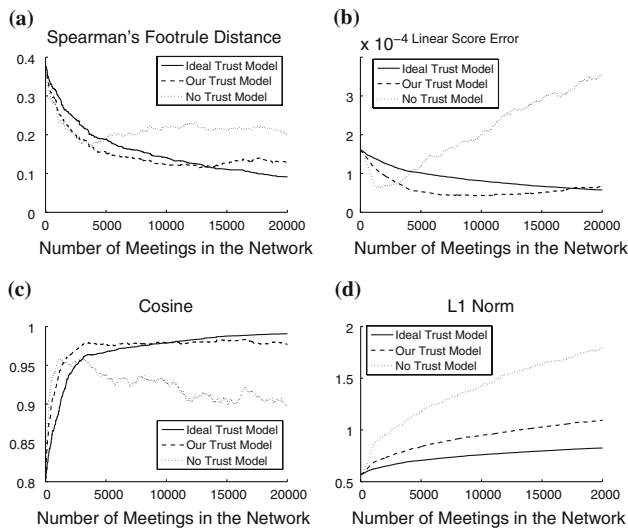 (a)
Spearman's Footrule Distance
0.4
0.3
0.2
0.1
0
Ideal Trust Model
Our Trust Model
No Trust Model
0 5000 10000 15000 20000
Number of Meetings in the Network
(b)
x 10⁻⁴ Linear Score Error
4
3
2
1
0
Ideal Trust Model
Our Trust Model
No Trust Model
0 5000 10000 15000 20000
Number of Meetings in the Network
(c)
Cosine
1
0.95
0.9
0.85
0.8
Ideal Trust Model
Our Trust Model
No Trust Model
0 5000 10000 15000 20000
Number of Meetings in the Network
(d)
L1 Norm
2
1.5
1
0.5
Ideal Trust Model
Our Trust Model
No Trust Model
0 5000 10000 15000 20000
Number of Meetings in the Network